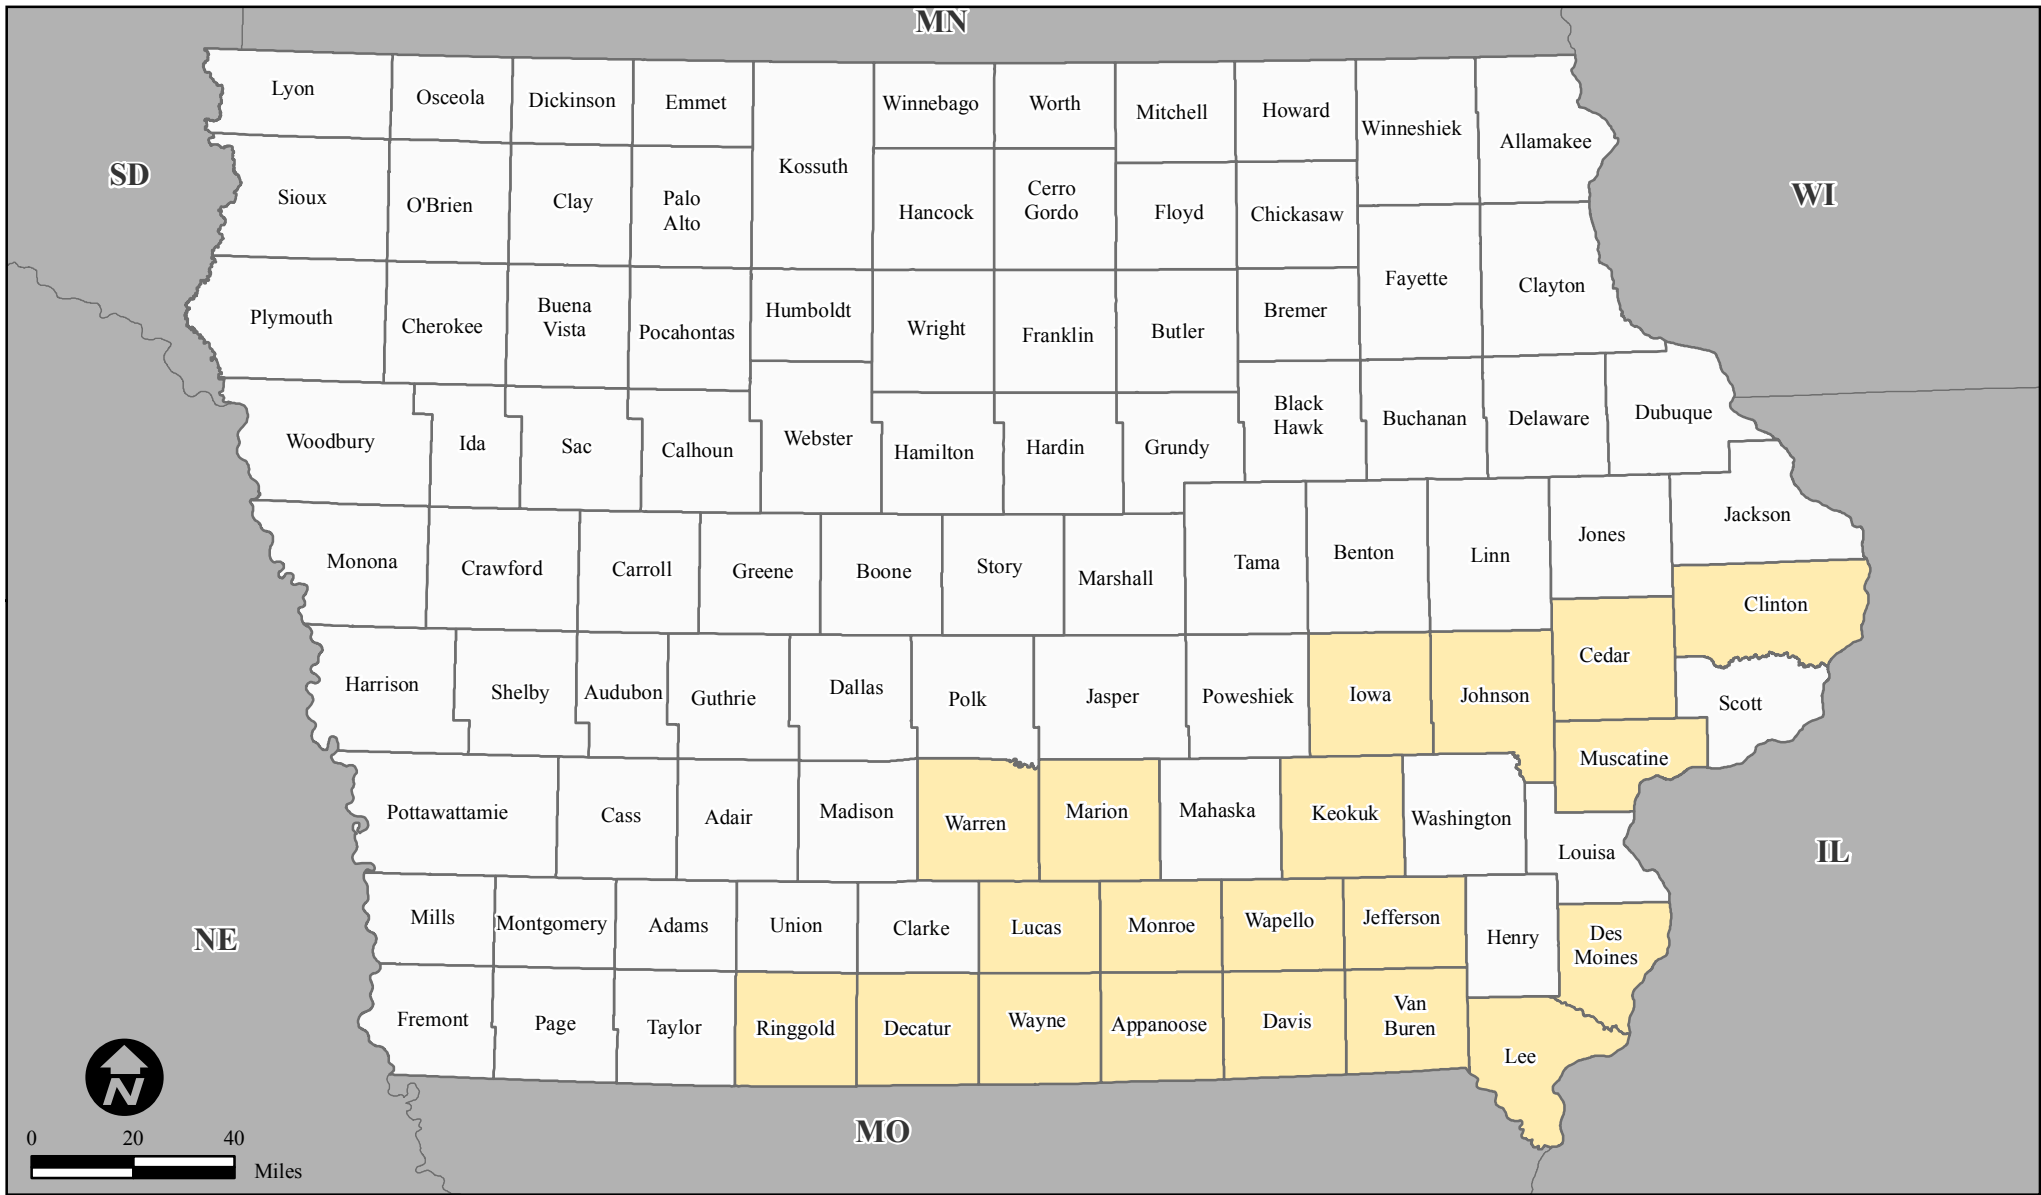 MN
Lyon
Osceola
Dickinson
Emmet
Kossuth
Winnebago
Worth
Mitchell
Howard
Winneshiek
Allamakee
SD
WI
Sioux
O'Brien
Clay
Palo
Alto
Hancock
Cerro
Gordo
Floyd
Chickasaw
Fayette
Clayton
Plymouth
Cherokee
Buena
Vista
Pocahontas
Humboldt
Wright
Franklin
Butler
Bremer
Woodbury
Ida
Sac
Calhoun
Webster
Hamilton
Hardin
Grundy
Black
Hawk
Buchanan
Delaware
Dubuque
Monona
Crawford
Carroll
Greene
Boone
Story
Marshall
Tama
Benton
Linn
Jones
Jackson
Clinton
Harrison
Shelby
Audubon
Guthrie
Dallas
Polk
Jasper
Poweshiek
Iowa
Johnson
Cedar
Scott
Muscatine
Pottawattamie
Cass
Adair
Madison
Warren
Marion
Mahaska
Keokuk
Washington
Louisa
IL
NE
Mills
Montgomery
Adams
Union
Clarke
Lucas
Monroe
Wapello
Jefferson
Henry
Des
Moines
Fremont
Page
Taylor
Ringgold
Decatur
Wayne
Appanoose
Davis
Van
Buren
Lee
N
MO
0 20 40
Miles